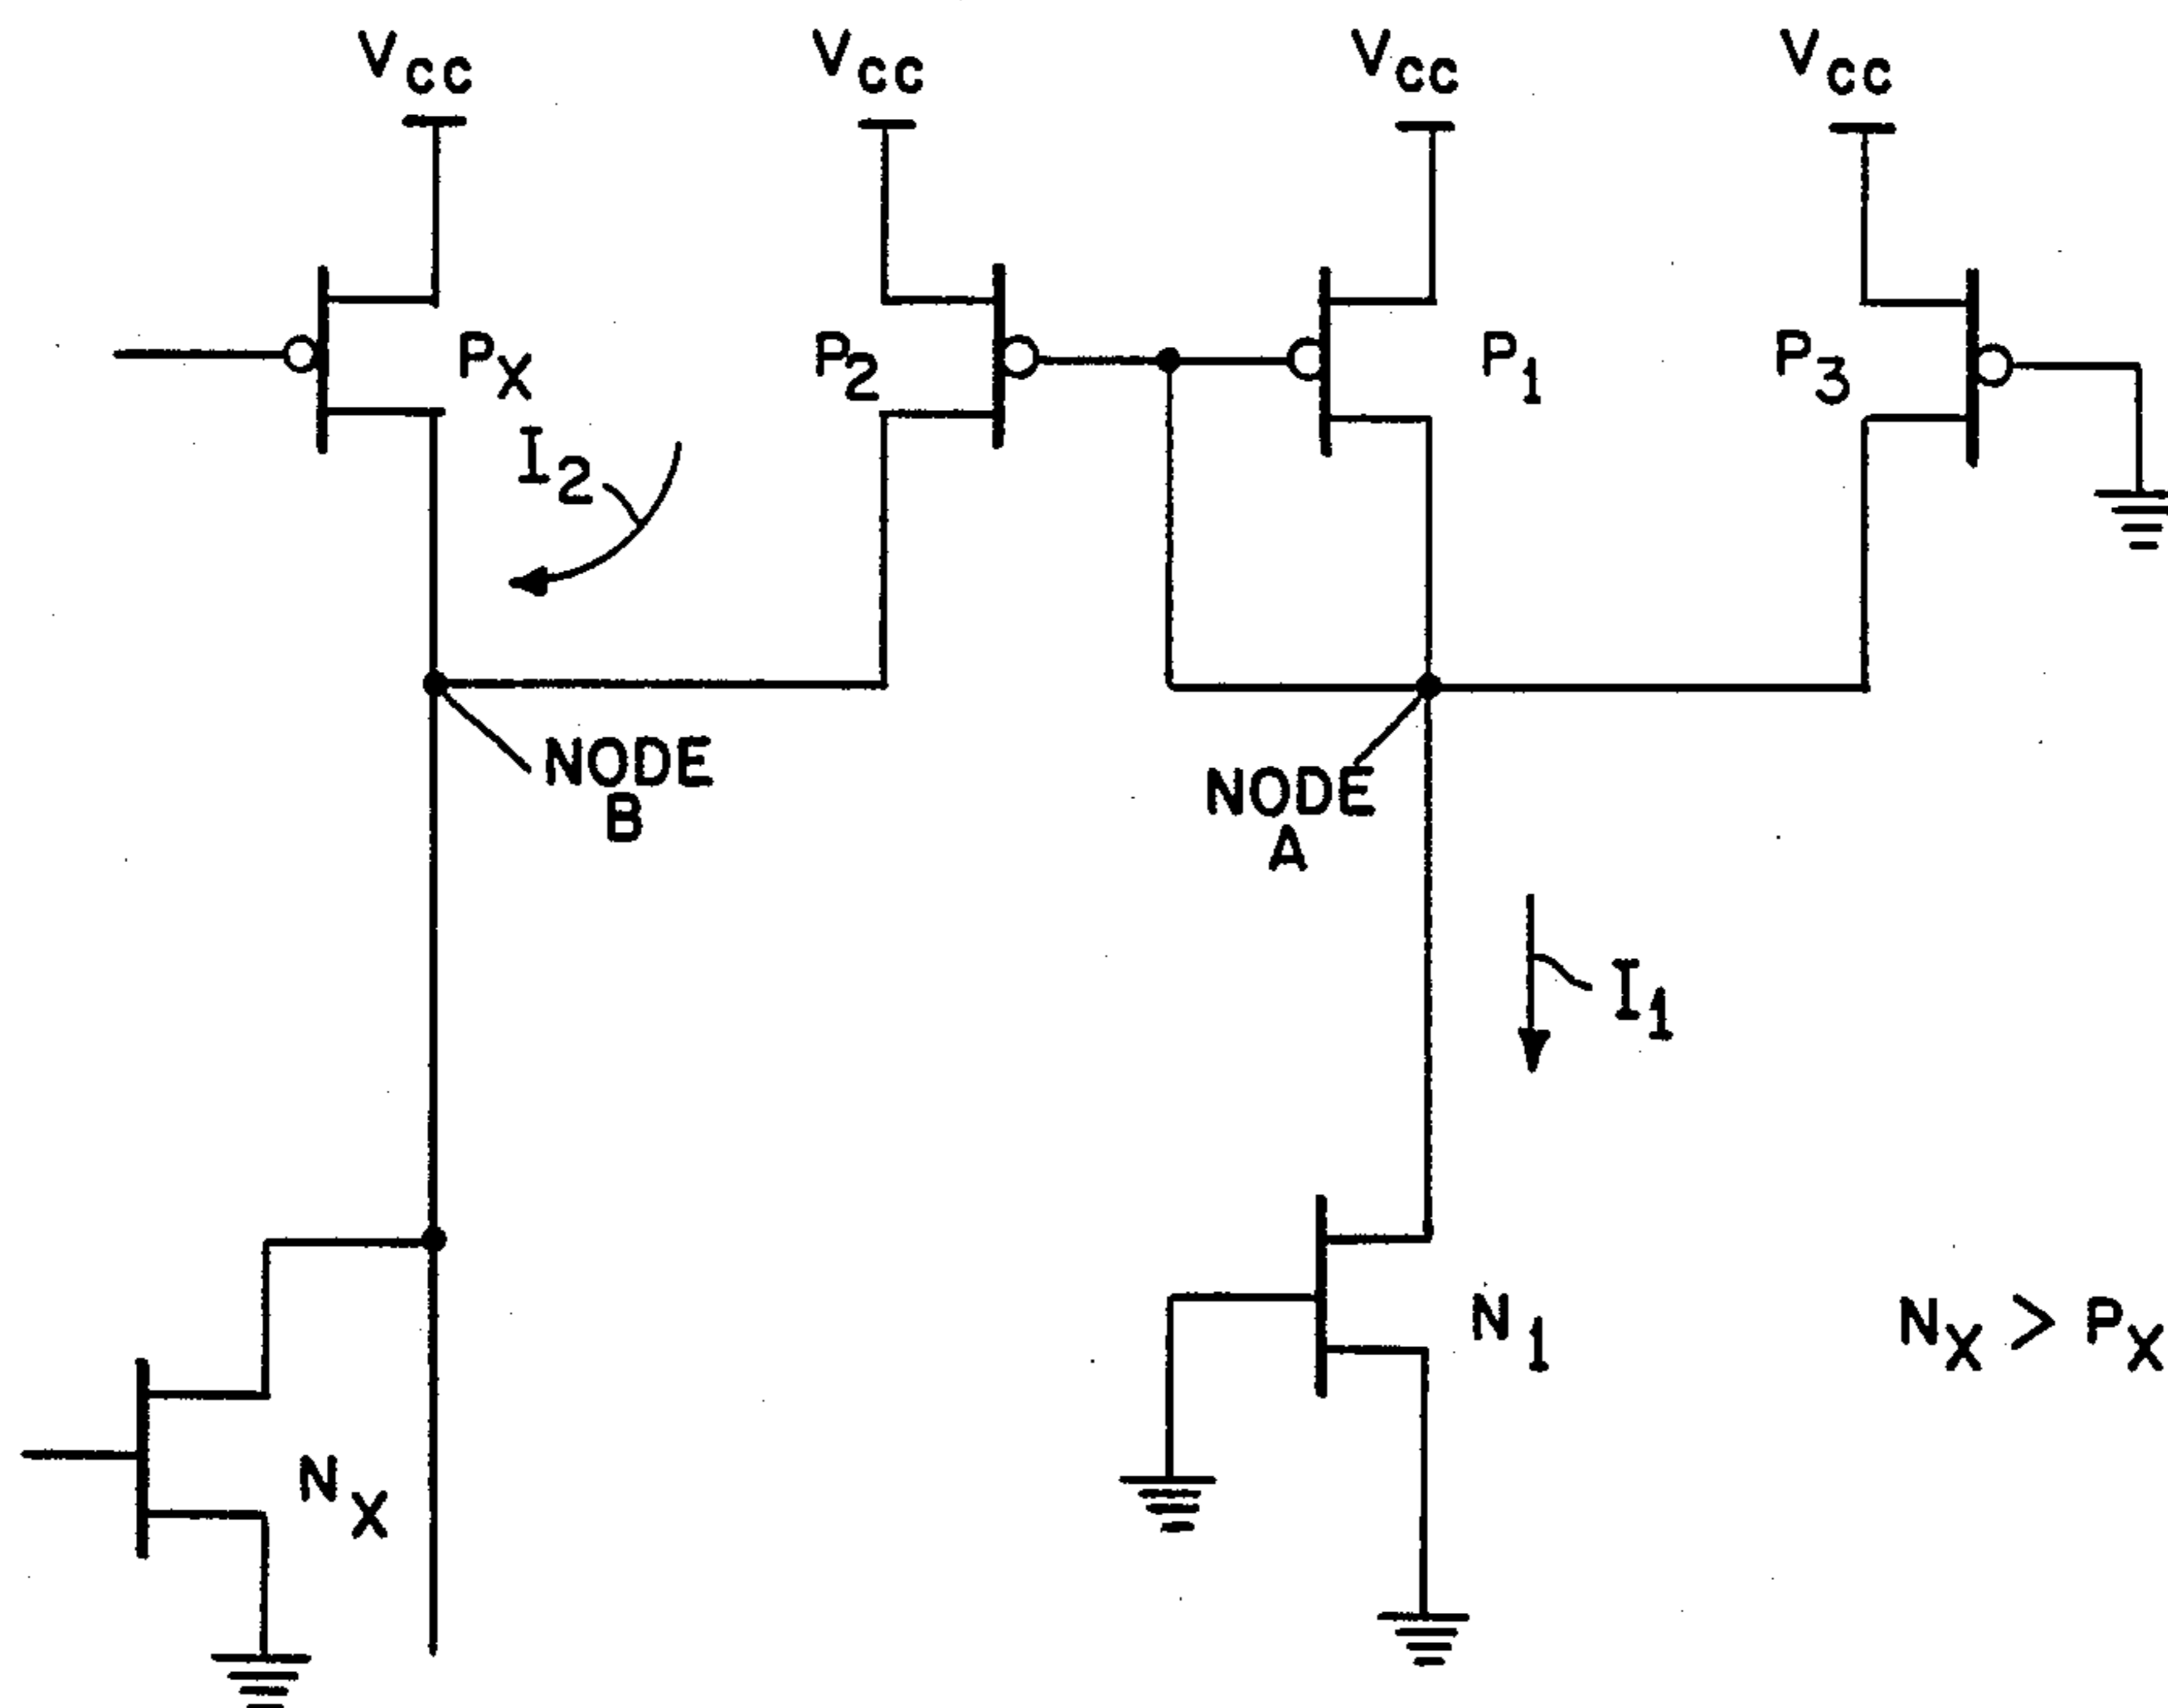 VCC VCC VCC VCC
PX P2 P1 P3
I2
NODE B
NODE A
I1
N1
NX > PX
NX